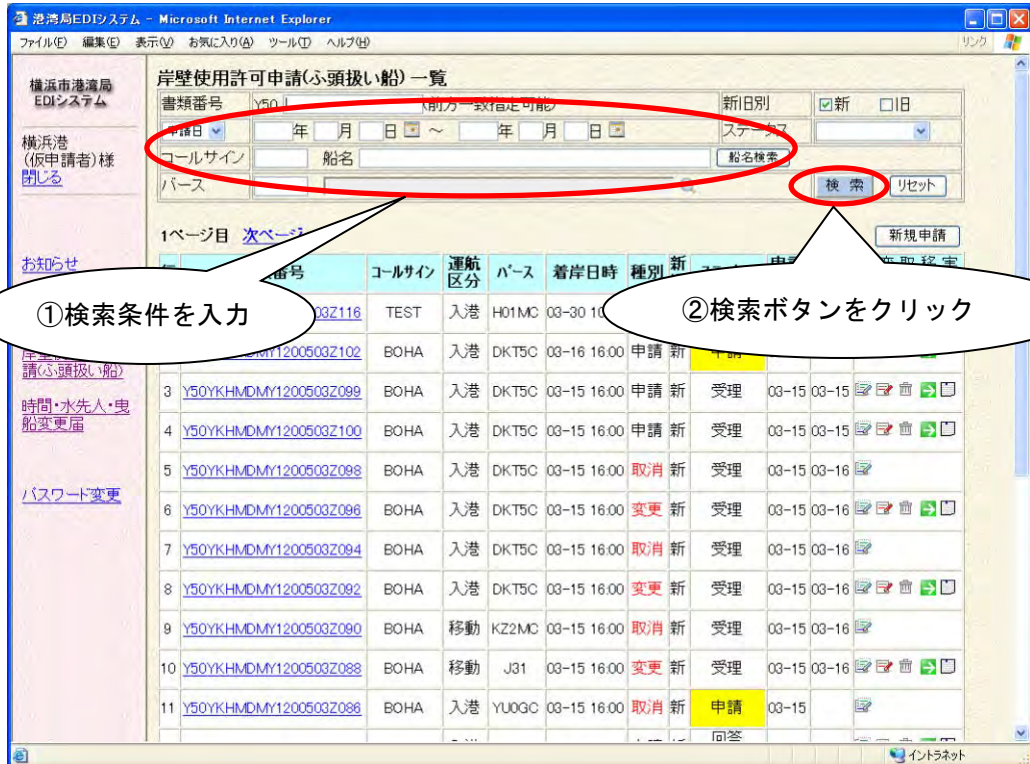 港湾局EDIシステム - Microsoft Internet Explorer
ファイル(F) 編集(E) 表示(V) お気に入り(A) ツール(T) ヘルプ(H) リンク
横浜市港湾局
EDIシステム
横浜港
(仮申請者)様
閉じる
お知らせ
請(ふ頭扱い船)
時間・水先人・曳
船変更届
パスワード変更
岸壁使用許可申請(ふ頭扱い船) 一覧
書類番号 Y50 (前方一致指定可能) 新旧別 新 旧
申請日 年 月 日 ~ 年 月 日 ステータス
コールサイン 船名 船名検索
バース 検 索 リセット
1ページ目 次ページ 新規申請
番号 コールサイン 運航区分 バース 着岸日時 種別 新
①検索条件を入力
②検索ボタンをクリック
03Z116 TEST 入港 H01MC 03-30 10
MY1200503Z102 BOHA 入港 DKT5C 03-16 16:00 申請 新 申請
3 Y50YKHMDMY1200503Z099 BOHA 入港 DKT5C 03-15 16:00 申請 新 受理 03-15 03-15
4 Y50YKHMDMY1200503Z100 BOHA 入港 DKT5C 03-15 16:00 申請 新 受理 03-15 03-15
5 Y50YKHMDMY1200503Z098 BOHA 入港 DKT5C 03-15 16:00 取消 新 受理 03-15 03-16
6 Y50YKHMDMY1200503Z096 BOHA 入港 DKT5C 03-15 16:00 変更 新 受理 03-15 03-16
7 Y50YKHMDMY1200503Z094 BOHA 入港 DKT5C 03-15 16:00 取消 新 受理 03-15 03-16
8 Y50YKHMDMY1200503Z092 BOHA 入港 DKT5C 03-15 16:00 変更 新 受理 03-15 03-16
9 Y50YKHMDMY1200503Z090 BOHA 移動 KZ2MC 03-15 16:00 取消 新 受理 03-15 03-16
10 Y50YKHMDMY1200503Z088 BOHA 移動 J31 03-15 16:00 変更 新 受理 03-15 03-16
11 Y50YKHMDMY1200503Z086 BOHA 入港 YU0GC 03-15 16:00 取消 新 申請 03-15
回答
イントラネット